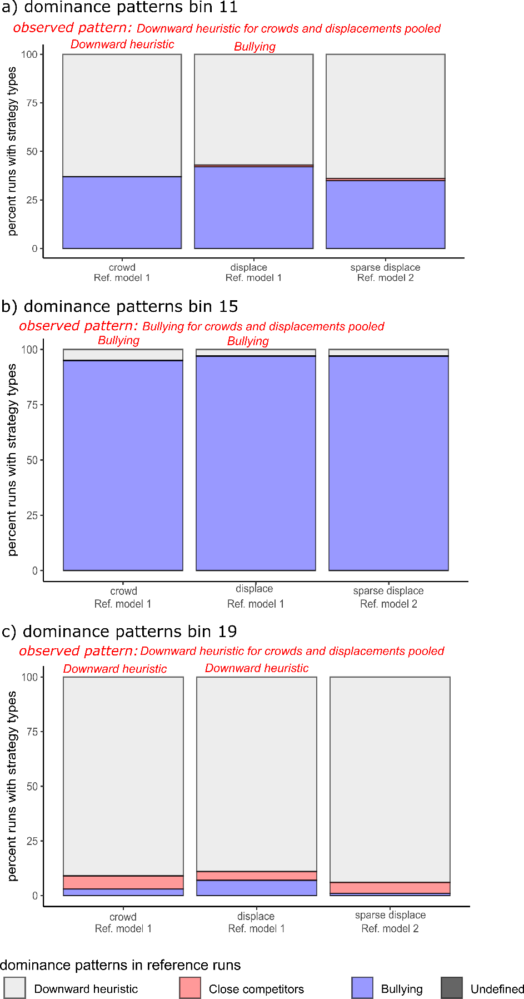 a) dominance patterns bin 11
observed pattern: Downward heuristic for crowds and displacements pooled
Downward heuristic
Bullying
percent runs with strategy types
100
75
50
25
0
crowd
Ref. model 1
displace
Ref. model 1
sparse displace
Ref. model 2
b) dominance patterns bin 15
observed pattern: Bullying for crowds and displacements pooled
Bullying
Bullying
percent runs with strategy types
100
75
50
25
0
crowd
Ref. model 1
displace
Ref. model 1
sparse displace
Ref. model 2
c) dominance patterns bin 19
observed pattern: Downward heuristic for crowds and displacements pooled
Downward heuristic
Downward heuristic
percent runs with strategy types
100
75
50
25
0
crowd
Ref. model 1
displace
Ref. model 1
sparse displace
Ref. model 2
dominance patterns in reference runs
Downward heuristic
Close competitors
Bullying
Undefined